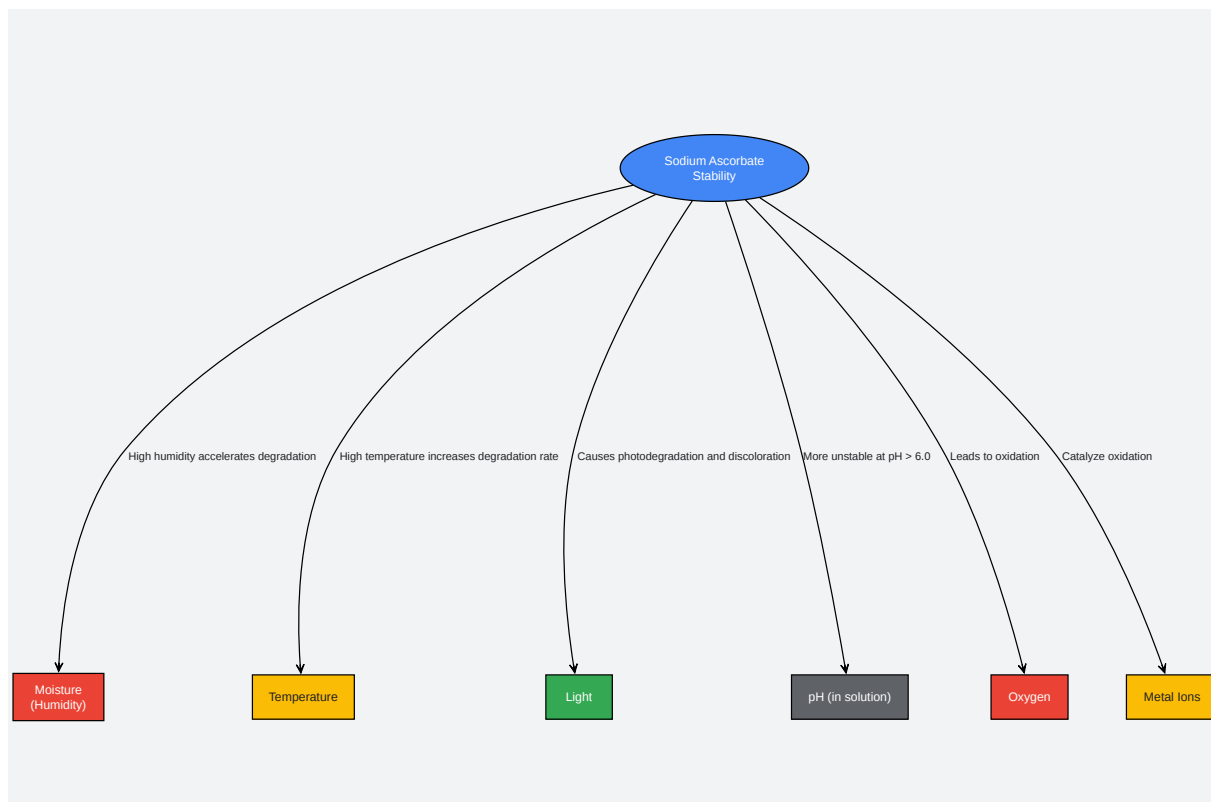 Sodium Ascorbate
Stability
High humidity accelerates degradation
High temperature increases degradation rate
Causes photodegradation and discoloration
More unstable at pH > 6.0
Leads to oxidation
Catalyze oxidation
Moisture
(Humidity)
Temperature
Light
pH (in solution)
Oxygen
Metal Ions